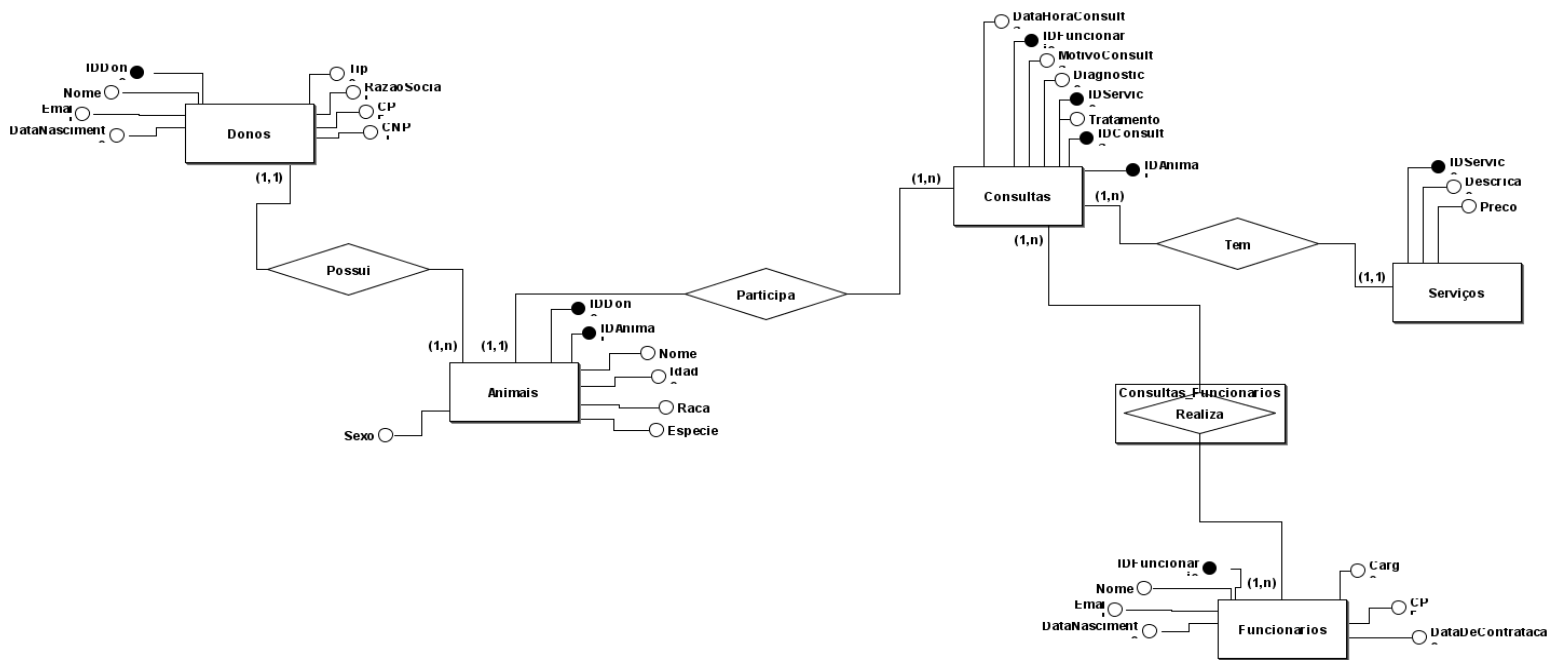 DataHoraConsult
IDFuncionar
MotivoConsult
Diagnostic
IDServic
Tratamento
IDConsult
IDAnima
Consultas
(1,n)
(1,n)
(1,n)
IDDon
Nome
Emai
DataNasciment
Tip
RazaoSocia
CP
CNP
Donos
(1,1)
Possui
Participa
Tem
IDServic
Descrica
Preco
(1,1)
Serviços
(1,n)
(1,1)
IDDon
IDAnima
Nome
Idad
Raca
Especie
Animais
Sexo
Consultas_Funcionarios
Realiza
IDFuncionar
Nome
Emai
DataNasciment
(1,n)
Carg
CP
DataDeContrataca
Funcionarios